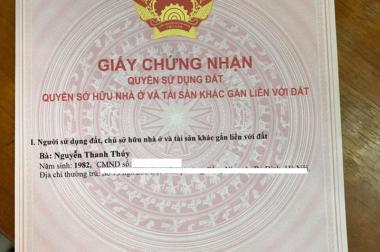 GIẤY CHỨNG NHẬN
QUYỀN SỬ DỤNG ĐẤT
QUYỀN SỞ HỮU NHÀ Ở VÀ TÀI SẢN KHÁC GẮN LIỀN VỚI ĐẤT
I. Người sử dụng đất, chủ sở hữu nhà ở và tài sản khác gắn liền với đất
Bà: Nguyễn Thanh Thúy
Năm sinh: 1982, CMND số:
Địa chỉ thường trú: